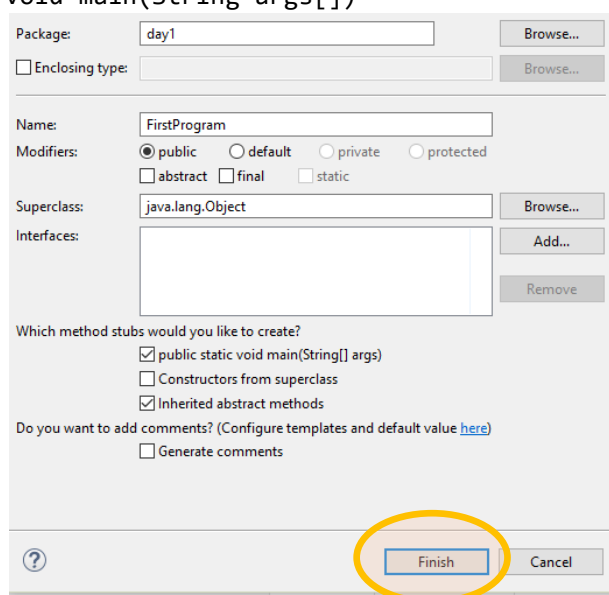 void main(String args[])
Package: day1 Browse...
Enclosing type: Browse...
Name: FirstProgram
Modifiers: public default private protected
abstract final static
Superclass: java.lang.Object Browse...
Interfaces: Add...
Remove
Which method stubs would you like to create?
public static void main(String[] args)
Constructors from superclass
Inherited abstract methods
Do you want to add comments? (Configure templates and default value here)
Generate comments
? Finish Cancel